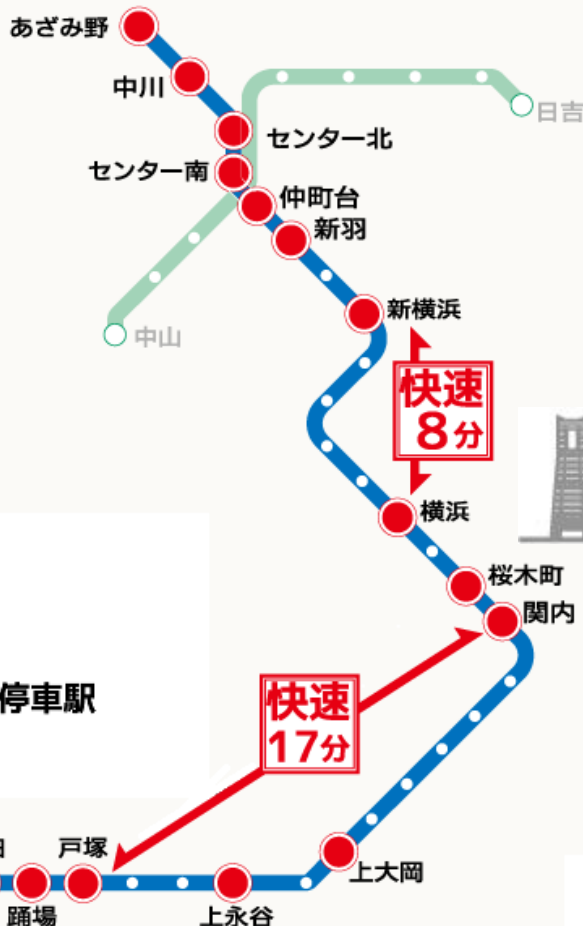 あざみ野
中川
センター北
日吉
センター南
仲町台
新羽
新横浜
中山
快速
8分
横浜
桜木町
関内
停車駅
快速
17分
戸塚
上大岡
踊場
上永谷